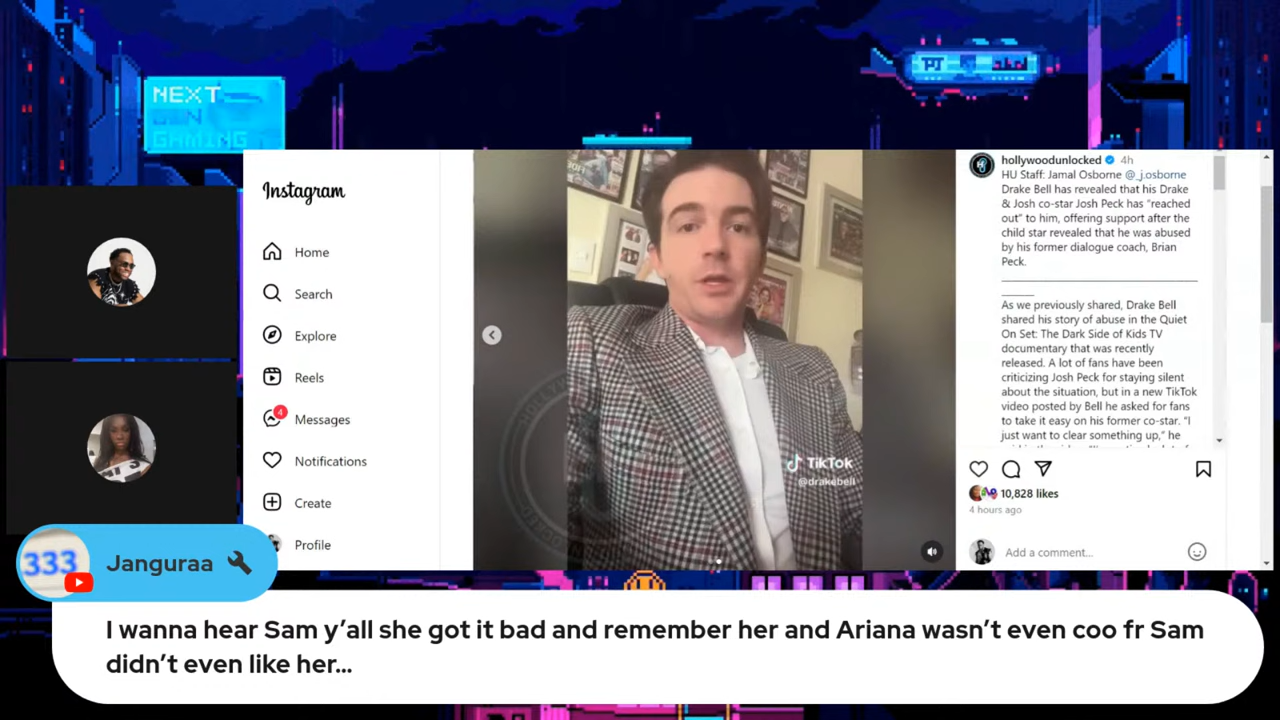 NEXT
GEN
GAMING
Instagram
Home
Search
Explore
Reels
4
Messages
Notifications
Create
Profile
TikTok
@drakebell
hollywoodunlocked 4h
HU Staff: Jamal Osborne @_j.osborne
Drake Bell has revealed that his Drake
& Josh co-star Josh Peck has “reached
out” to him, offering support after the
child star revealed that he was abused
by his former dialogue coach, Brian
Peck.
As we previously shared, Drake Bell
shared his story of abuse in the Quiet
On Set: The Dark Side of Kids TV
documentary that was recently
released. A lot of fans have been
criticizing Josh Peck for staying silent
about the situation, but in a new TikTok
video posted by Bell he asked for fans
to take it easy on his former co-star. “I
just want to clear something up,” he
10,828 likes
4 hours ago
Add a comment...
333
Janguraa
I wanna hear Sam y’all she got it bad and remember her and Ariana wasn’t even coo fr Sam
didn’t even like her...